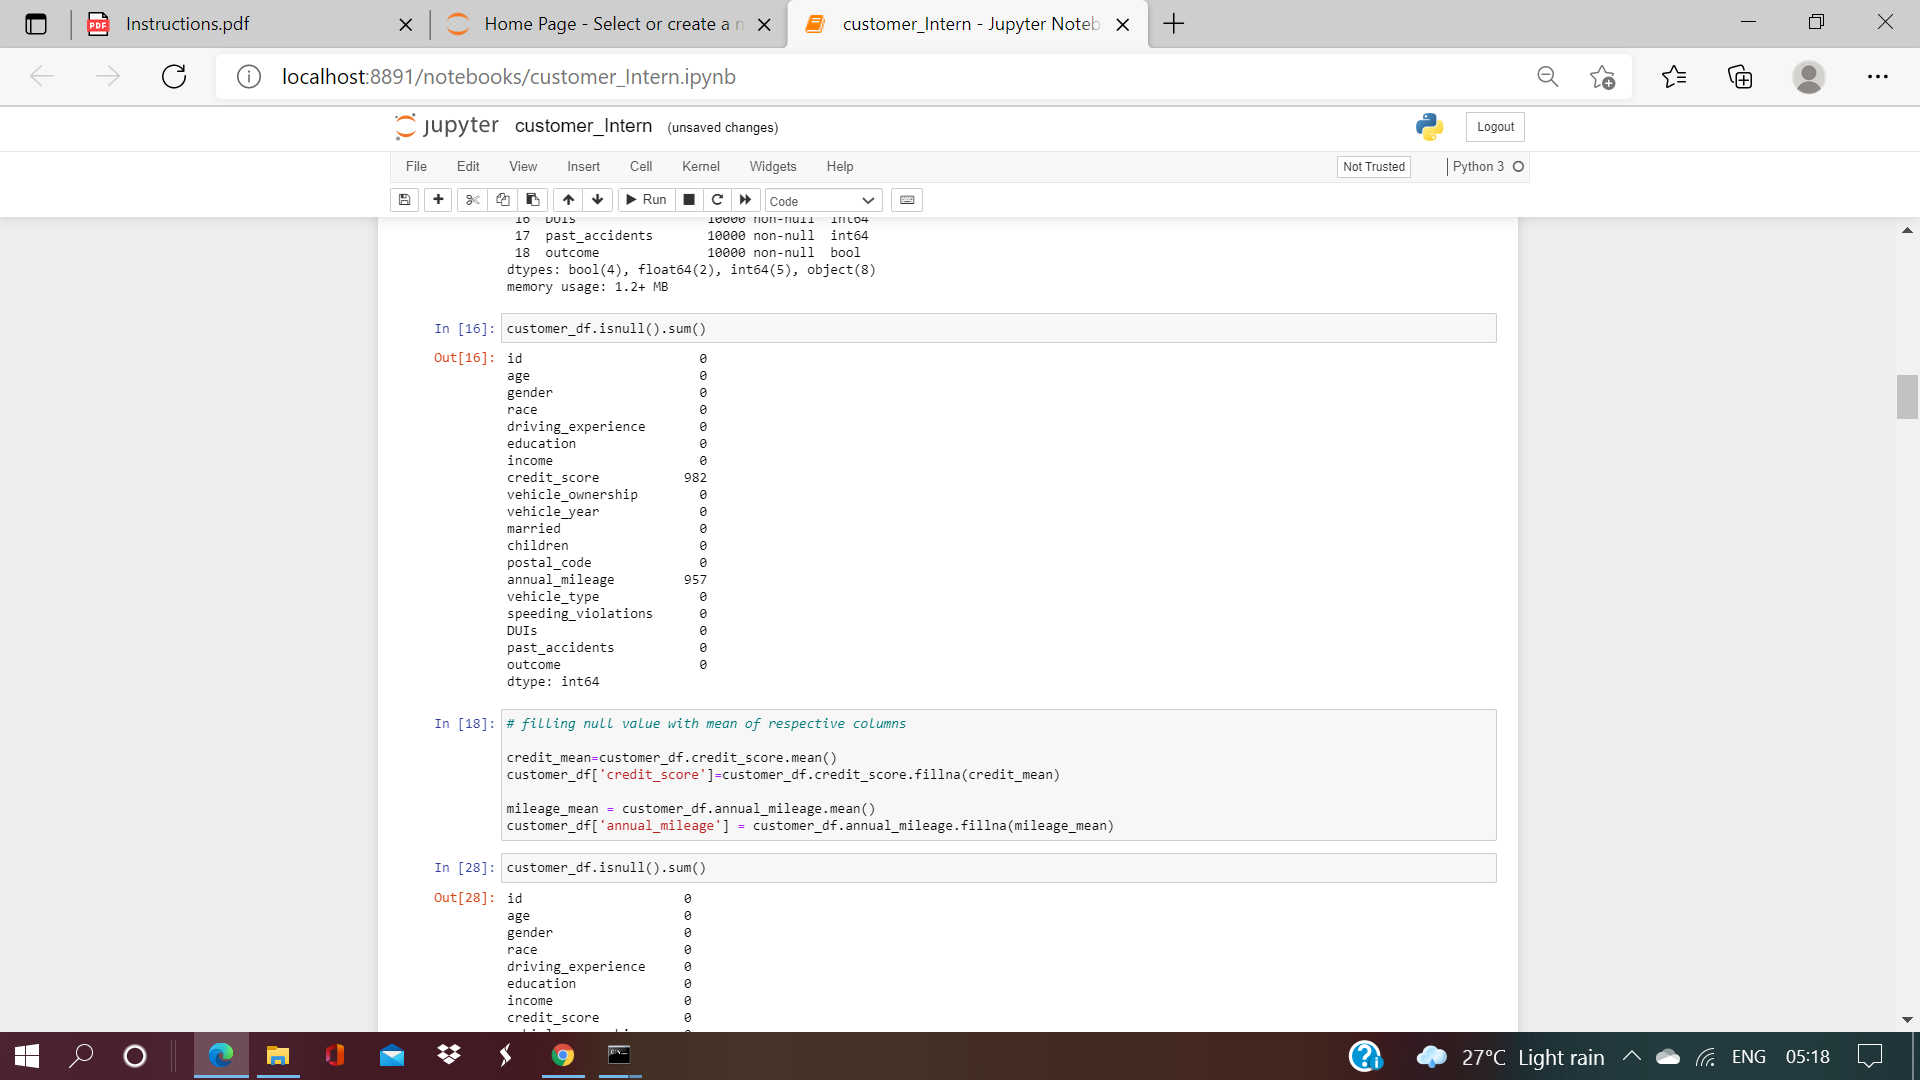 Instructions.pdf
Home Page - Select or create a n
customer_Intern - Jupyter Noteb
localhost:8891/notebooks/customer_Intern.ipynb
jupyter customer_Intern (unsaved changes)
Logout
File Edit View Insert Cell Kernel Widgets Help
Not Trusted
Python 3
Run
Code
16 DUIs 10000 non-null int64
17 past_accidents 10000 non-null int64
18 outcome 10000 non-null bool
dtypes: bool(4), float64(2), int64(5), object(8)
memory usage: 1.2+ MB
In [16]: customer_df.isnull().sum()
Out[16]: id 0
age 0
gender 0
race 0
driving_experience 0
education 0
income 0
credit_score 982
vehicle_ownership 0
vehicle_year 0
married 0
children 0
postal_code 0
annual_mileage 957
vehicle_type 0
speeding_violations 0
DUIs 0
past_accidents 0
outcome 0
dtype: int64
In [18]: # filling null value with mean of respective columns
credit_mean=customer_df.credit_score.mean()
customer_df['credit_score']=customer_df.credit_score.fillna(credit_mean)
mileage_mean = customer_df.annual_mileage.mean()
customer_df['annual_mileage'] = customer_df.annual_mileage.fillna(mileage_mean)
In [28]: customer_df.isnull().sum()
Out[28]: id 0
age 0
gender 0
race 0
driving_experience 0
education 0
income 0
credit_score 0
27°C Light rain
ENG
05:18